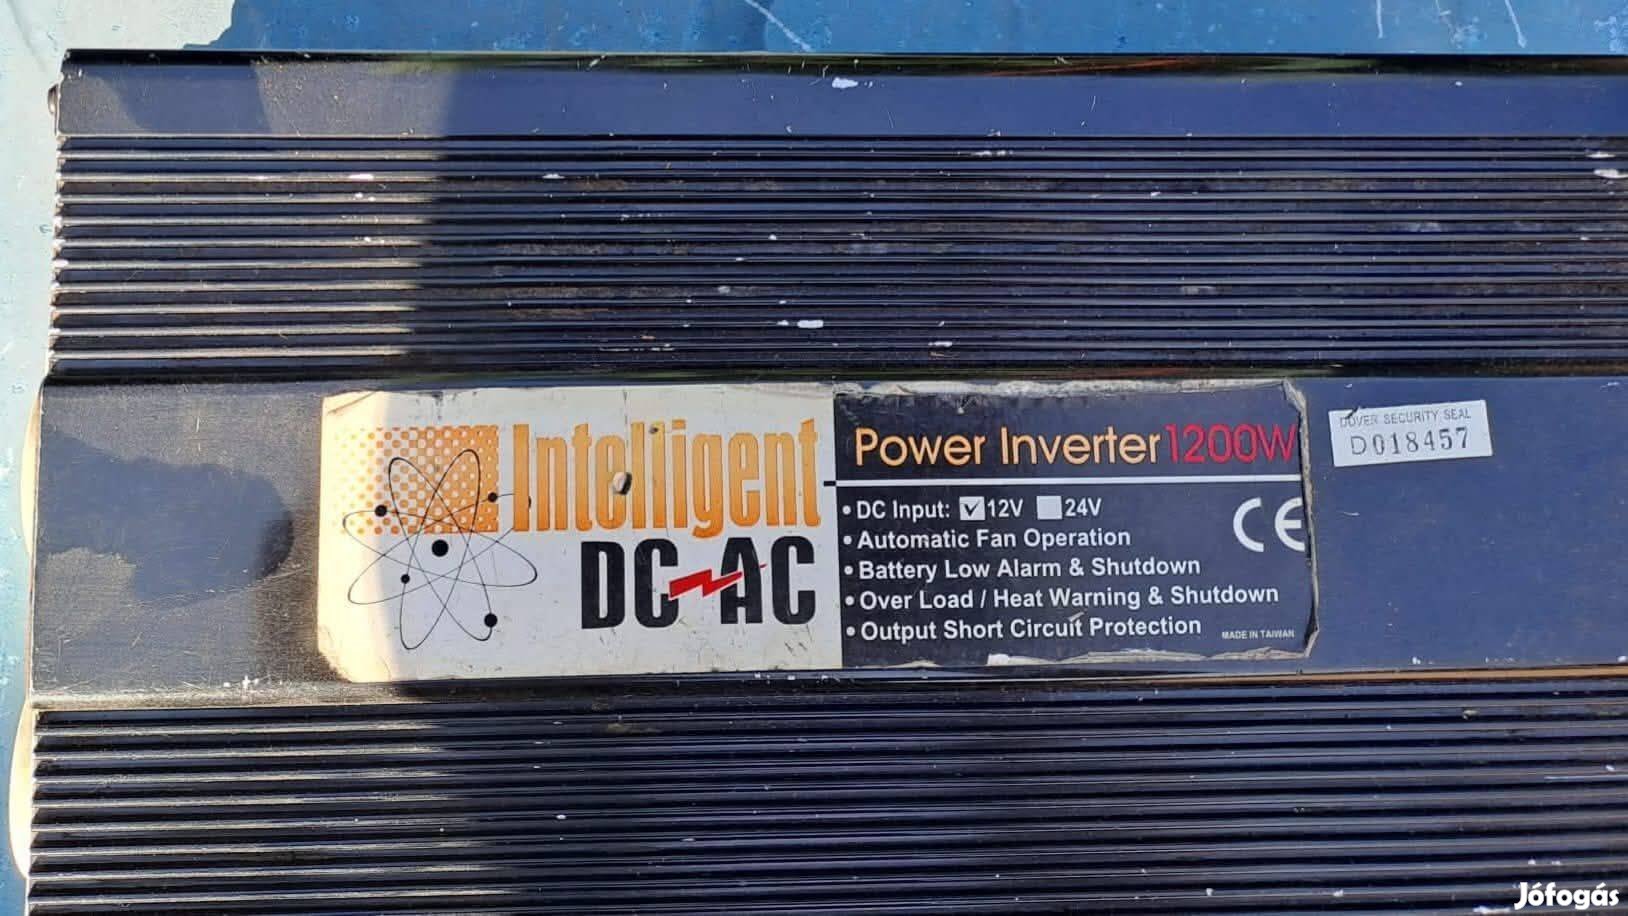 Intelligent
DC AC
Power Inverter 1200W
• DC Input: ☑ 12V ☐ 24V
• Automatic Fan Operation
• Battery Low Alarm & Shutdown
• Over Load / Heat Warning & Shutdown
• Output Short Circuit Protection
MADE IN TAIWAN
CE
DOVER SECURITY SEAL
D018457
Jófogás